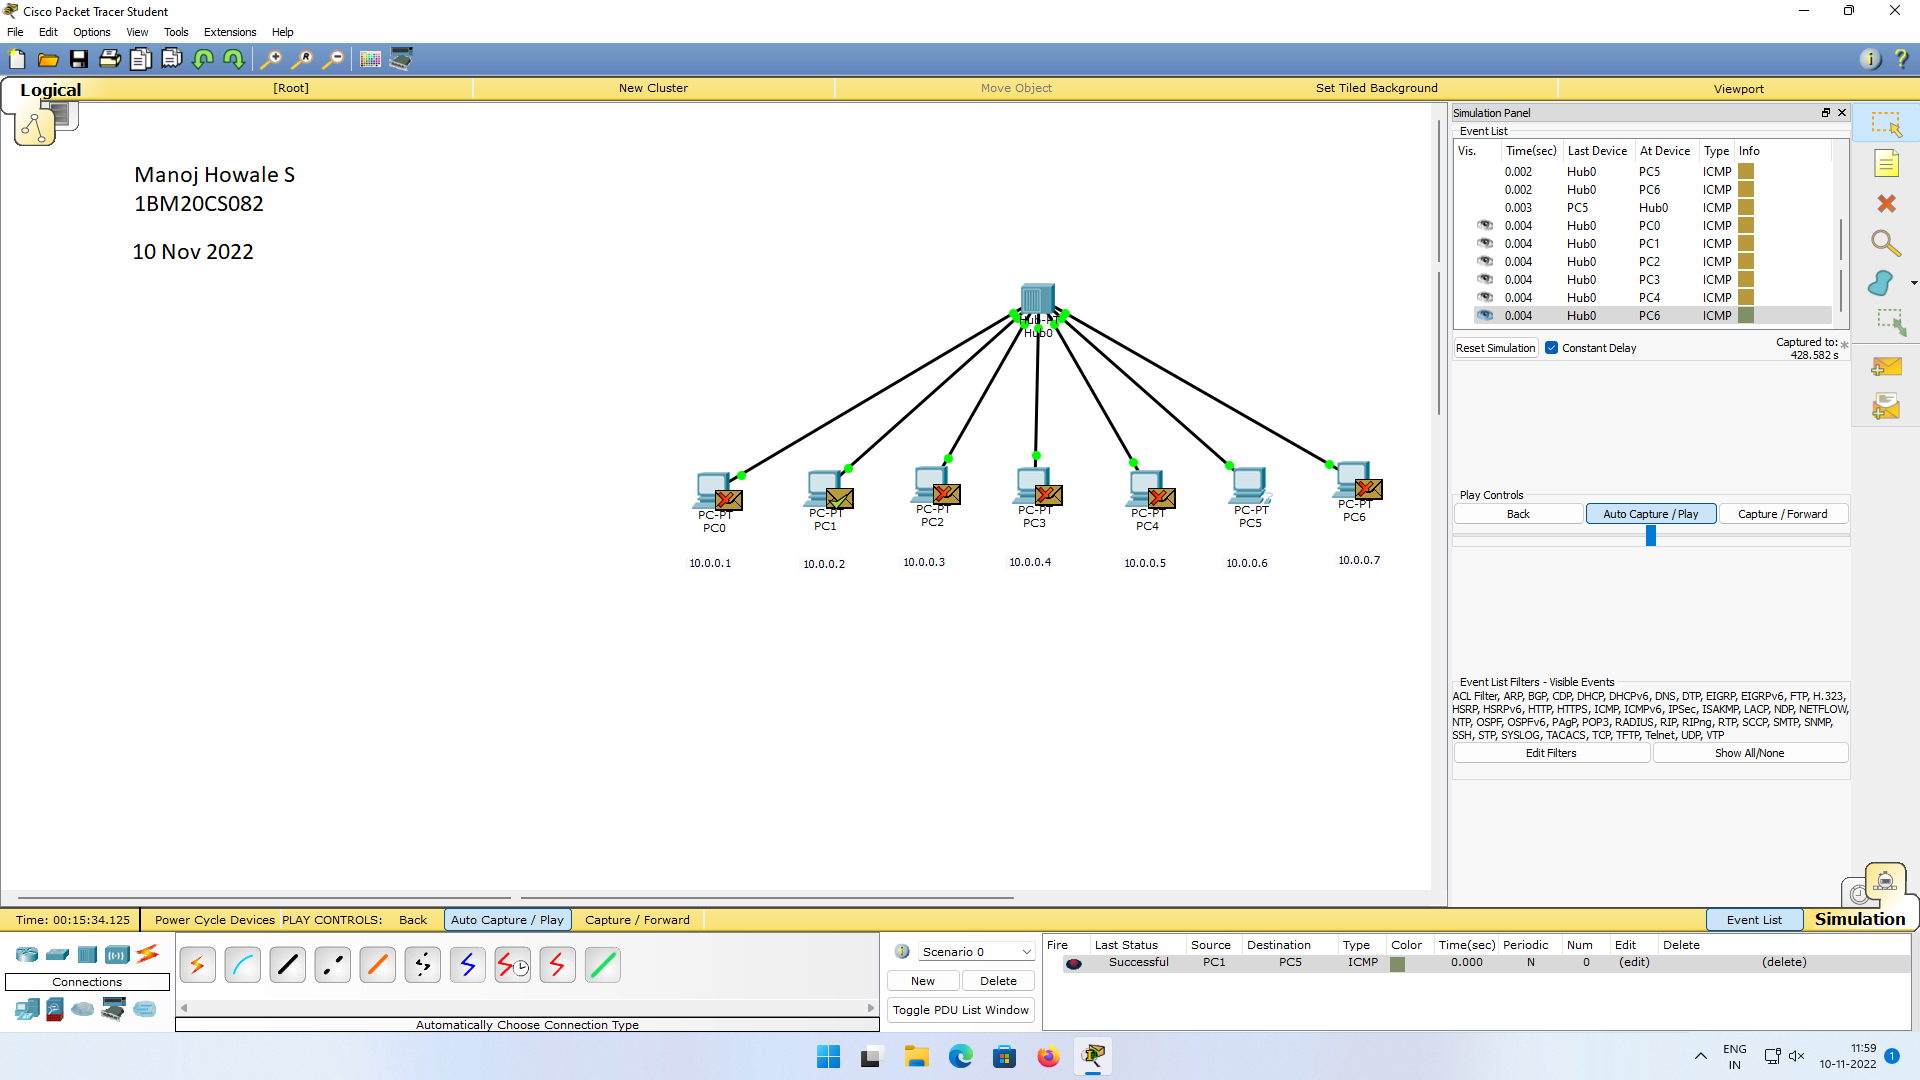 Cisco Packet Tracer Student
File Edit Options View Tools Extensions Help
Logical [Root] New Cluster Move Object Set Tiled Background Viewport
Manoj Howale S
1BM20CS082
10 Nov 2022
Hub-PT
Hub0
PC-PT
PC0
10.0.0.1
PC-PT
PC1
10.0.0.2
PC-PT
PC2
10.0.0.3
PC-PT
PC3
10.0.0.4
PC-PT
PC4
10.0.0.5
PC-PT
PC5
10.0.0.6
PC-PT
PC6
10.0.0.7
Simulation Panel
Event List
Vis. Time(sec) Last Device At Device Type Info
0.002 Hub0 PC5 ICMP
0.002 Hub0 PC6 ICMP
0.003 PC5 Hub0 ICMP
0.004 Hub0 PC0 ICMP
0.004 Hub0 PC1 ICMP
0.004 Hub0 PC2 ICMP
0.004 Hub0 PC3 ICMP
0.004 Hub0 PC4 ICMP
0.004 Hub0 PC6 ICMP
Reset Simulation Constant Delay Captured to: *
428.582 s
Play Controls
Back Auto Capture / Play Capture / Forward
Event List Filters - Visible Events
ACL Filter, ARP, BGP, CDP, DHCP, DHCPv6, DNS, DTP, EIGRP, EIGRPv6, FTP, H.323,
HSRP, HSRPv6, HTTP, HTTPS, ICMP, ICMPv6, IPSec, ISAKMP, LACP, NDP, NETFLOW,
NTP, OSPF, OSPFv6, PAgP, POP3, RADIUS, RIP, RIPng, RTP, SCCP, SMTP, SNMP,
SSH, STP, SYSLOG, TACACS, TCP, TFTP, Telnet, UDP, VTP
Edit Filters Show All/None
Time: 00:15:34.125 Power Cycle Devices PLAY CONTROLS: Back Auto Capture / Play Capture / Forward Event List Simulation
Connections
Automatically Choose Connection Type
Scenario 0
New Delete
Toggle PDU List Window
Fire Last Status Source Destination Type Color Time(sec) Periodic Num Edit Delete
Successful PC1 PC5 ICMP 0.000 N 0 (edit) (delete)
ENG
IN
11:59
10-11-2022
1